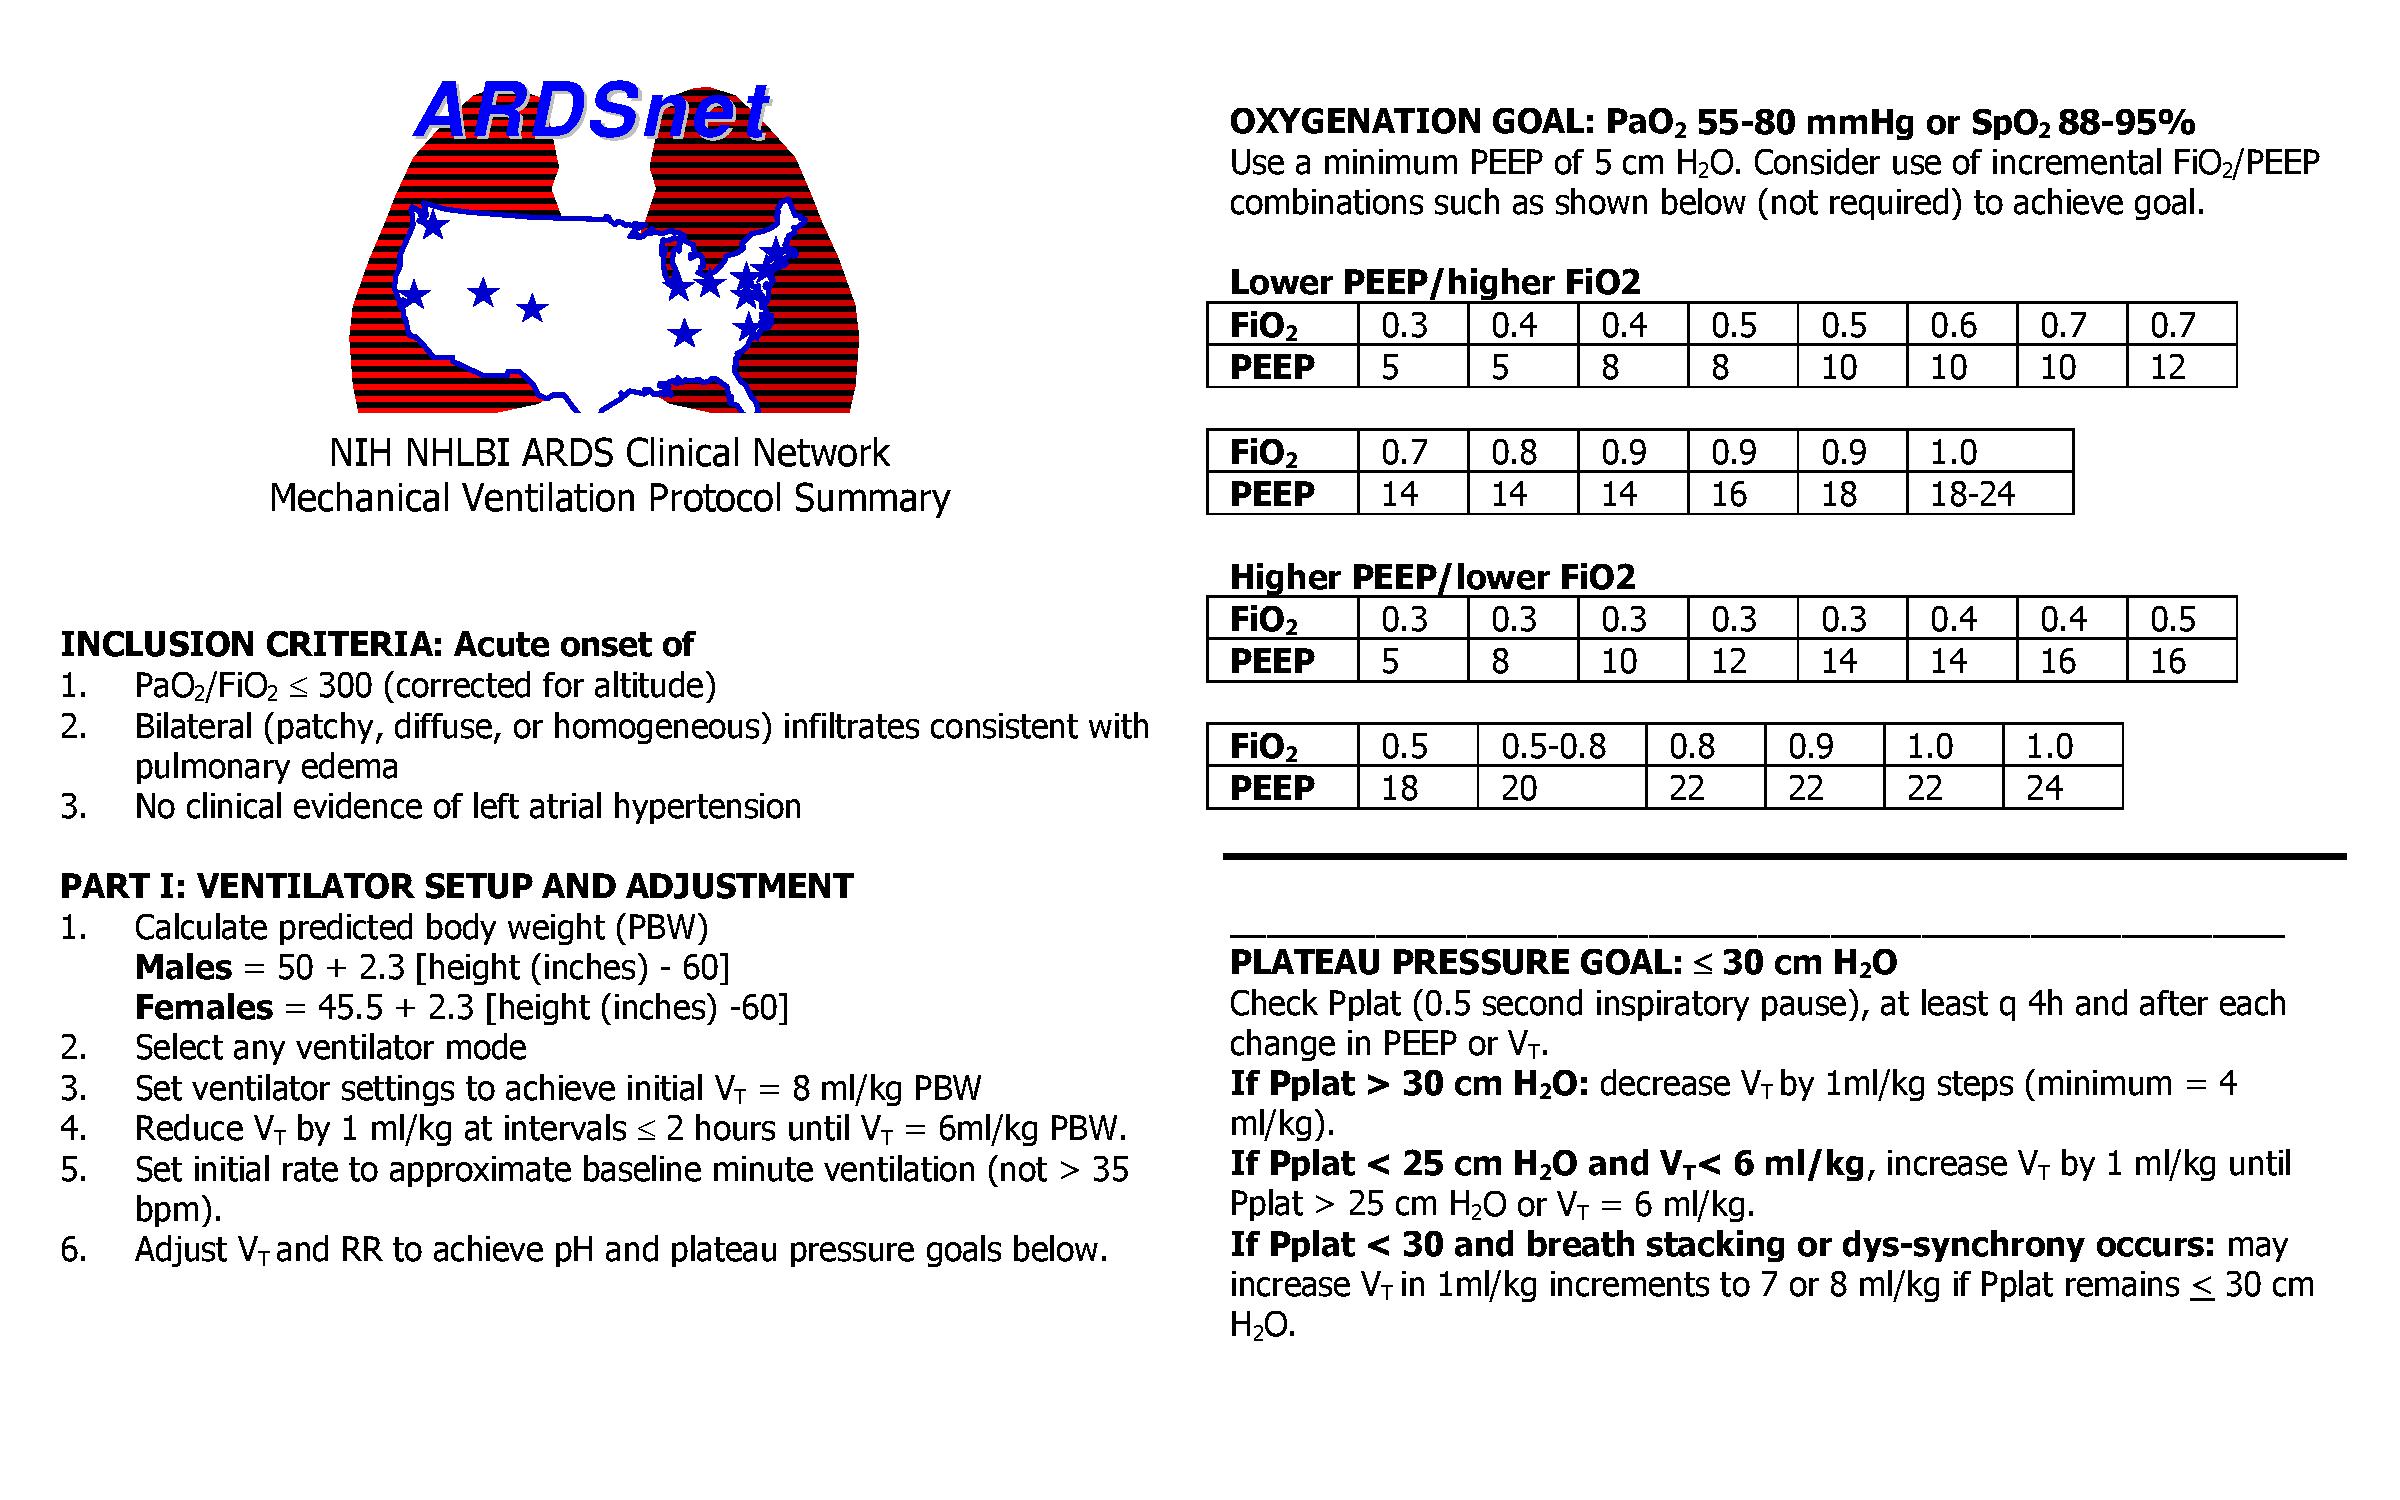 ARDSnet
NIH NHLBI ARDS Clinical Network
Mechanical Ventilation Protocol Summary
INCLUSION CRITERIA: Acute onset of
1. PaO₂/FiO₂ ≤ 300 (corrected for altitude)
2. Bilateral (patchy, diffuse, or homogeneous) infiltrates consistent with
pulmonary edema
3. No clinical evidence of left atrial hypertension
PART I: VENTILATOR SETUP AND ADJUSTMENT
1. Calculate predicted body weight (PBW)
Males = 50 + 2.3 [height (inches) - 60]
Females = 45.5 + 2.3 [height (inches) -60]
2. Select any ventilator mode
3. Set ventilator settings to achieve initial V_T = 8 ml/kg PBW
4. Reduce V_T by 1 ml/kg at intervals ≤ 2 hours until V_T = 6ml/kg PBW.
5. Set initial rate to approximate baseline minute ventilation (not > 35
bpm).
6. Adjust V_T and RR to achieve pH and plateau pressure goals below.
OXYGENATION GOAL: PaO₂ 55-80 mmHg or SpO₂ 88-95%
Use a minimum PEEP of 5 cm H₂O. Consider use of incremental FiO₂/PEEP
combinations such as shown below (not required) to achieve goal.
Lower PEEP/higher FiO2
FiO₂ 0.3 0.4 0.4 0.5 0.5 0.6 0.7 0.7
PEEP 5 5 8 8 10 10 10 12
FiO₂ 0.7 0.8 0.9 0.9 0.9 1.0
PEEP 14 14 14 16 18 18-24
Higher PEEP/lower FiO2
FiO₂ 0.3 0.3 0.3 0.3 0.3 0.4 0.4 0.5
PEEP 5 8 10 12 14 14 16 16
FiO₂ 0.5 0.5-0.8 0.8 0.9 1.0 1.0
PEEP 18 20 22 22 22 24
PLATEAU PRESSURE GOAL: ≤ 30 cm H₂O
Check Pplat (0.5 second inspiratory pause), at least q 4h and after each
change in PEEP or V_T.
If Pplat > 30 cm H₂O: decrease V_T by 1ml/kg steps (minimum = 4
ml/kg).
If Pplat < 25 cm H₂O and V_T< 6 ml/kg, increase V_T by 1 ml/kg until
Pplat > 25 cm H₂O or V_T = 6 ml/kg.
If Pplat < 30 and breath stacking or dys-synchrony occurs: may
increase V_T in 1ml/kg increments to 7 or 8 ml/kg if Pplat remains ≤ 30 cm
H₂O.